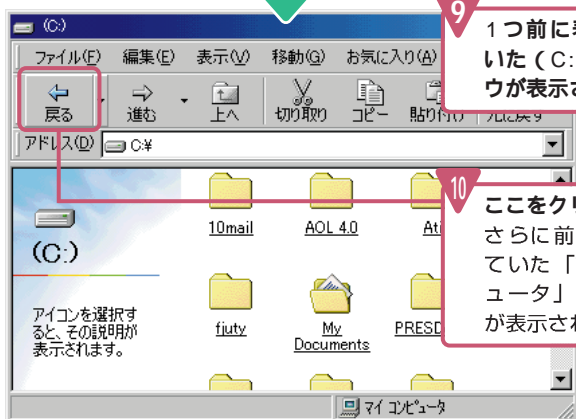 (C:)
ファイル(F) 編集(E) 表示(V) 移動(G) お気に入り(A)
戻る 進む 上へ 切り取り コピー 貼り付け 元に戻す
アドレス(D) C:¥
(C:)
アイコンを選択す
ると、その説明が
表示されます。
10mail AOL 4.0 Ati
fjuty My Documents PRESD
マイ コンピュータ
9
1つ前に
いた(C:
ウが表示さ
10
ここをクリ
さらに前
ていた「
ュータ」
が表示され